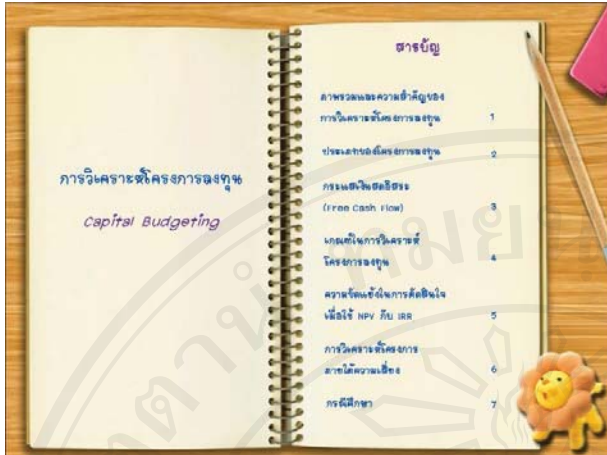 การวิเคราะห์โครงการลงทุน
Capital Budgeting
สารบัญ
ภาพรวมและความสำคัญของ
การวิเคราะห์โครงการลงทุน 1
ประเภทของโครงการลงทุน 2
กระแสเงินสดอิสระ
(Free Cash Flow) 3
เกณฑ์ในการวิเคราะห์
โครงการลงทุน 4
ความขัดแย้งในการตัดสินใจ
เมื่อใช้ NPV กับ IRR 5
การวิเคราะห์โครงการ
ภายใต้ความเสี่ยง 6
กรณีศึกษา 7